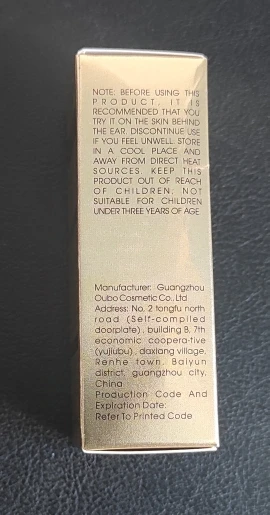 NOTE: BEFORE USING THIS
PRODUCT, IT IS
RECOMMENDED THAT YOU
TRY IT ON THE SKIN BEHIND
THE EAR. DISCONTINUE USE
IF YOU FEEL UNWELL. STORE
IN A COOL PLACE AND
AWAY FROM DIRECT HEAT
SOURCES. KEEP THIS
PRODUCT OUT OF REACH
OF CHILDREN. NOT
SUITABLE FOR CHILDREN
UNDER THREE YEARS OF AGE
Manufacturer: Guangzhou
Oubo Cosmetic Co., Ltd
Address: No. 2 tongfu north
road (Self-compiled
doorplate), building B, 7th
economic coopera-tive
(yujiubu), daxiang village,
Renhe town, Baiyun
district, guangzhou city,
China
Production Code And
Expiration Date:
Refer To Printed Code